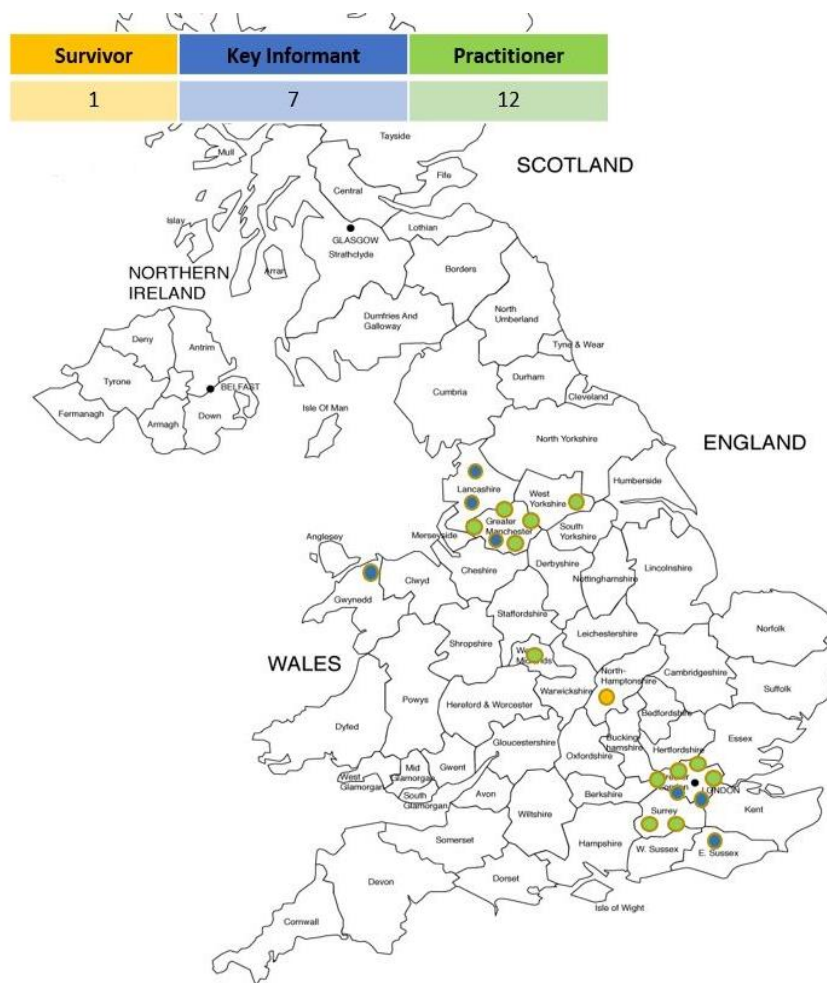 Survivor Key Informant Practitioner
1 7 12
Tayside
Mull
SCOTLAND
Fife
Central
Islay
Lothian
GLASGOW
Strathclyde
Arran
NORTHERN
IRELAND
Borders
Dumfries And
Galloway
North
Umberland
Deny
Antrim
Tyne & Wear
Tyrone
BELFAST
Durham
Cumbria
Cleveland
Fermanagh
Armagh
Down
Isle Of Man
North Yorkshire
ENGLAND
Humberside
Lancashire
West
Yorkshire
Greater
Manchester
South
Yorkshire
Merseyside
Anglesey
Cheshire
Derbyshire
Nottinghamshire
Lincolnshire
Clwyd
Gwynedd
Staffordshire
Leichestershire
Norfolk
Shropshire
WALES
North-
Hamptonshire
Cambridgeshire
Suffolk
Warwickshire
Powys
Hereford & Worcester
Bedfordshire
Dyfed
Essex
Bucking
hamshire
Hertfordshire
Gloucestershire
Oxfordshire
Gwent
Mid
Glamorgan
West
Glamorgan
South
Glamorgan
Avon
Berkshire
LONDON
Wiltshire
Surrey
Kent
Hampshire
Somerset
W. Sussex
E. Sussex
Devon
Dorset
Isle of Wight
Cornwall